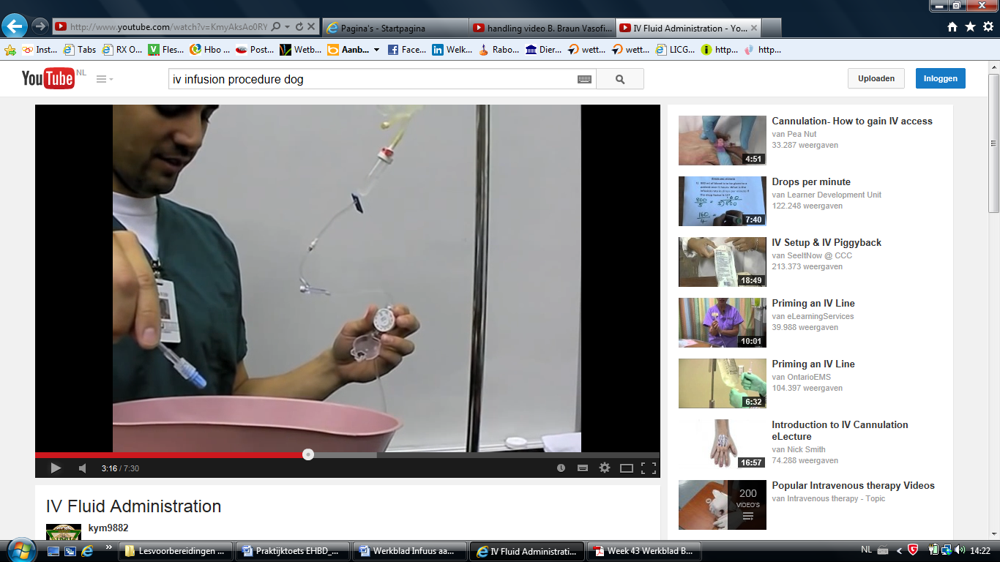 http://www.youtube.com/watch?v=KmyAksAo0RY
Pagina's - Startpagina
handling video B. Braun Vasofi...
IV Fluid Administration - Yo...
Inst...
Tabs
RX O...
Fles...
Hbo ...
Post...
Wetb...
Aanb...
Face...
Welk...
Rabo...
Dier...
wett...
wett...
LICG...
http...
http...
YouTube NL
iv infusion procedure dog
Uploaden
Inloggen
3:16 / 7:30
IV Fluid Administration
kym9882
Cannulation- How to gain IV access
van Pea Nut
33.287 weergaven
4:51
Drops per minute
van Learner Development Unit
122.248 weergaven
7:40
IV Setup & IV Piggyback
van SeeItNow @ CCC
213.373 weergaven
18:49
Priming an IV Line
van eLearningServices
39.988 weergaven
10:01
Priming an IV Line
van OntarioEMS
104.397 weergaven
6:32
Introduction to IV Cannulation
eLecture
van Nick Smith
74.288 weergaven
16:57
Popular Intravenous therapy Videos
van Intravenous therapy - Topic
200
VIDEO'S
Lesvoorbereidingen ...
Praktijktoets EHBD_...
Werkblad Infuus aa...
IV Fluid Administrati...
Week 43 Werkblad B...
NL
14:22